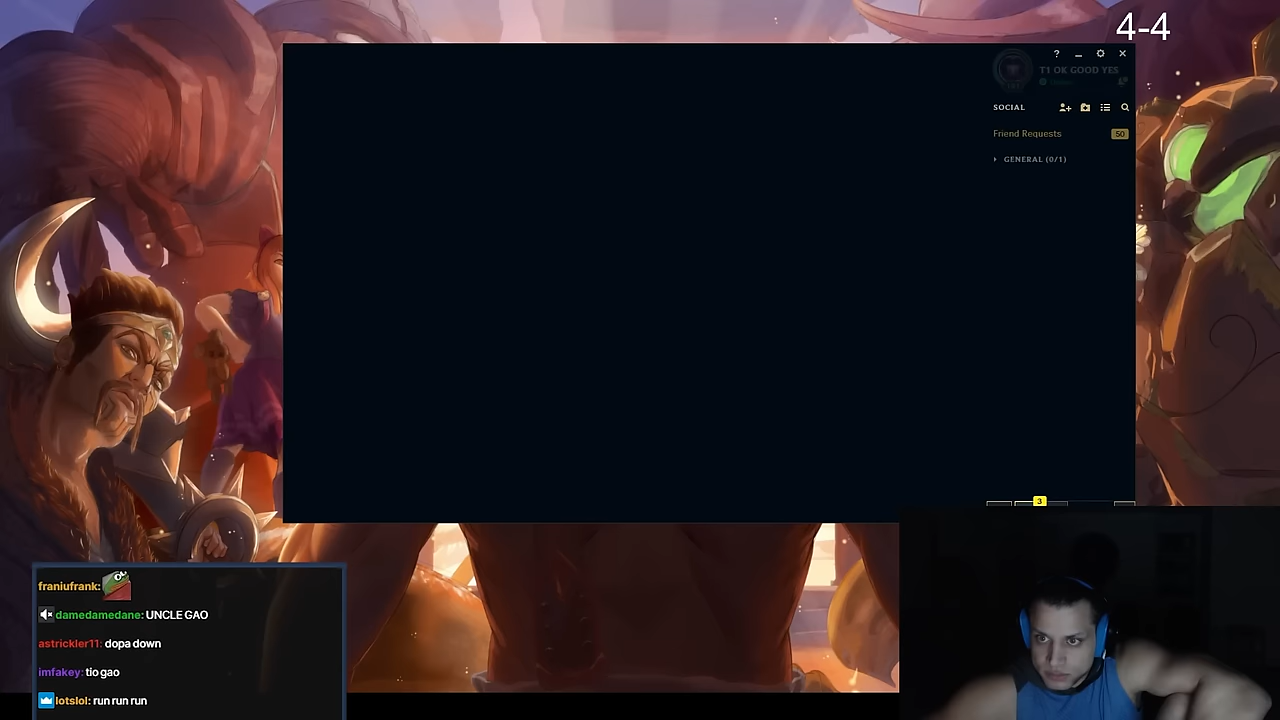 4-4
?
T1 OK GOOD YES
SOCIAL
Friend Requests 50
GENERAL (0/1)
3
franiufrank:
damedamedane: UNCLE GAO
astrickler11: dopa down
imfakey: tio gao
lotslol: run run run